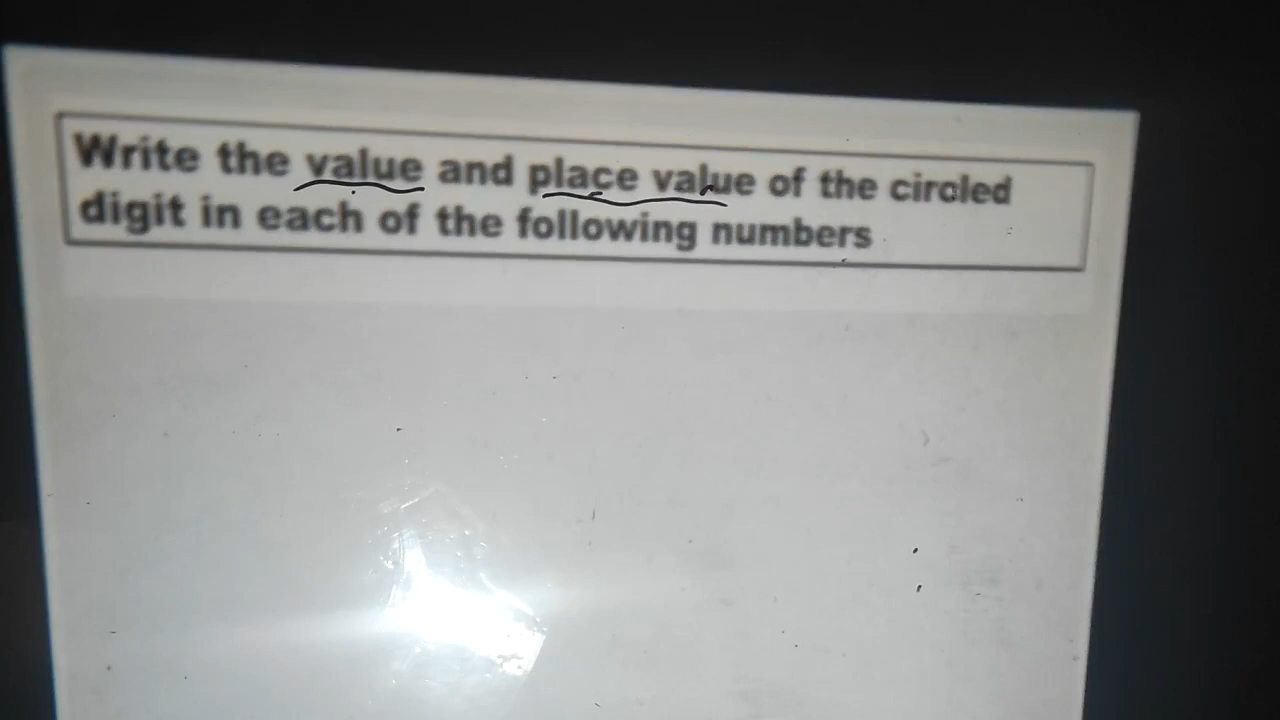 Write the value and place value of the circled
digit in each of the following numbers